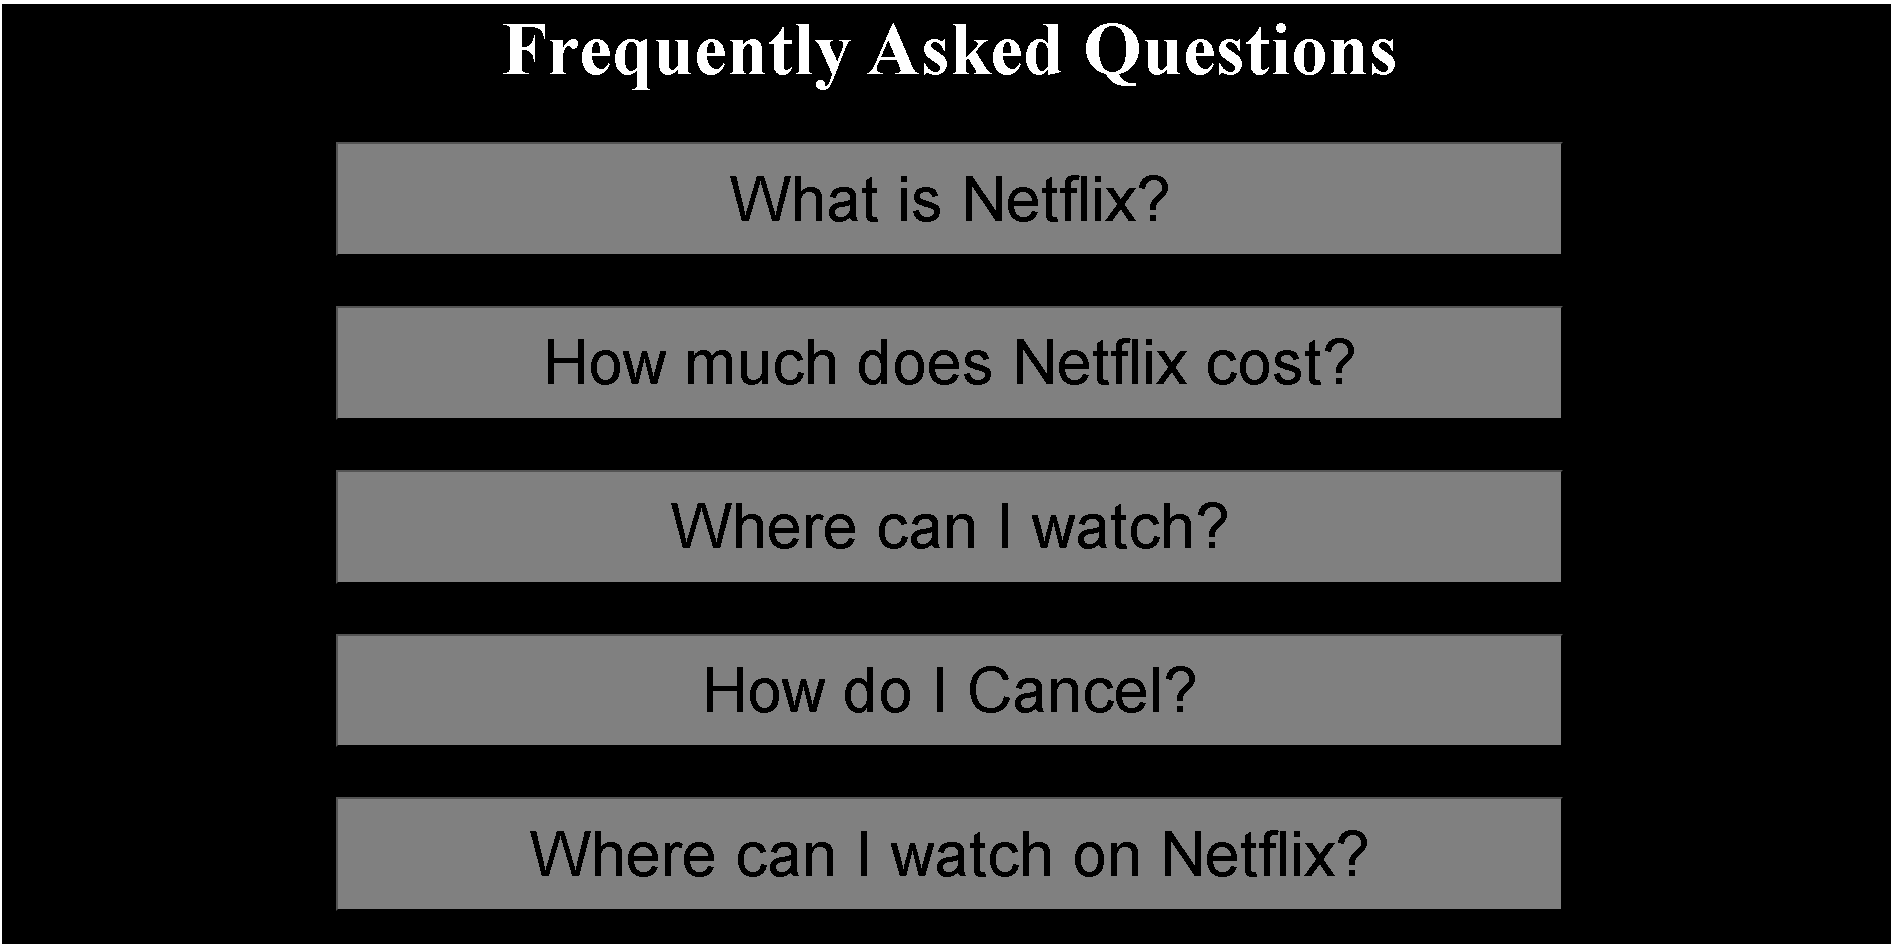 Frequently Asked Questions
What is Netflix?
How much does Netflix cost?
Where can I watch?
How do I Cancel?
Where can I watch on Netflix?